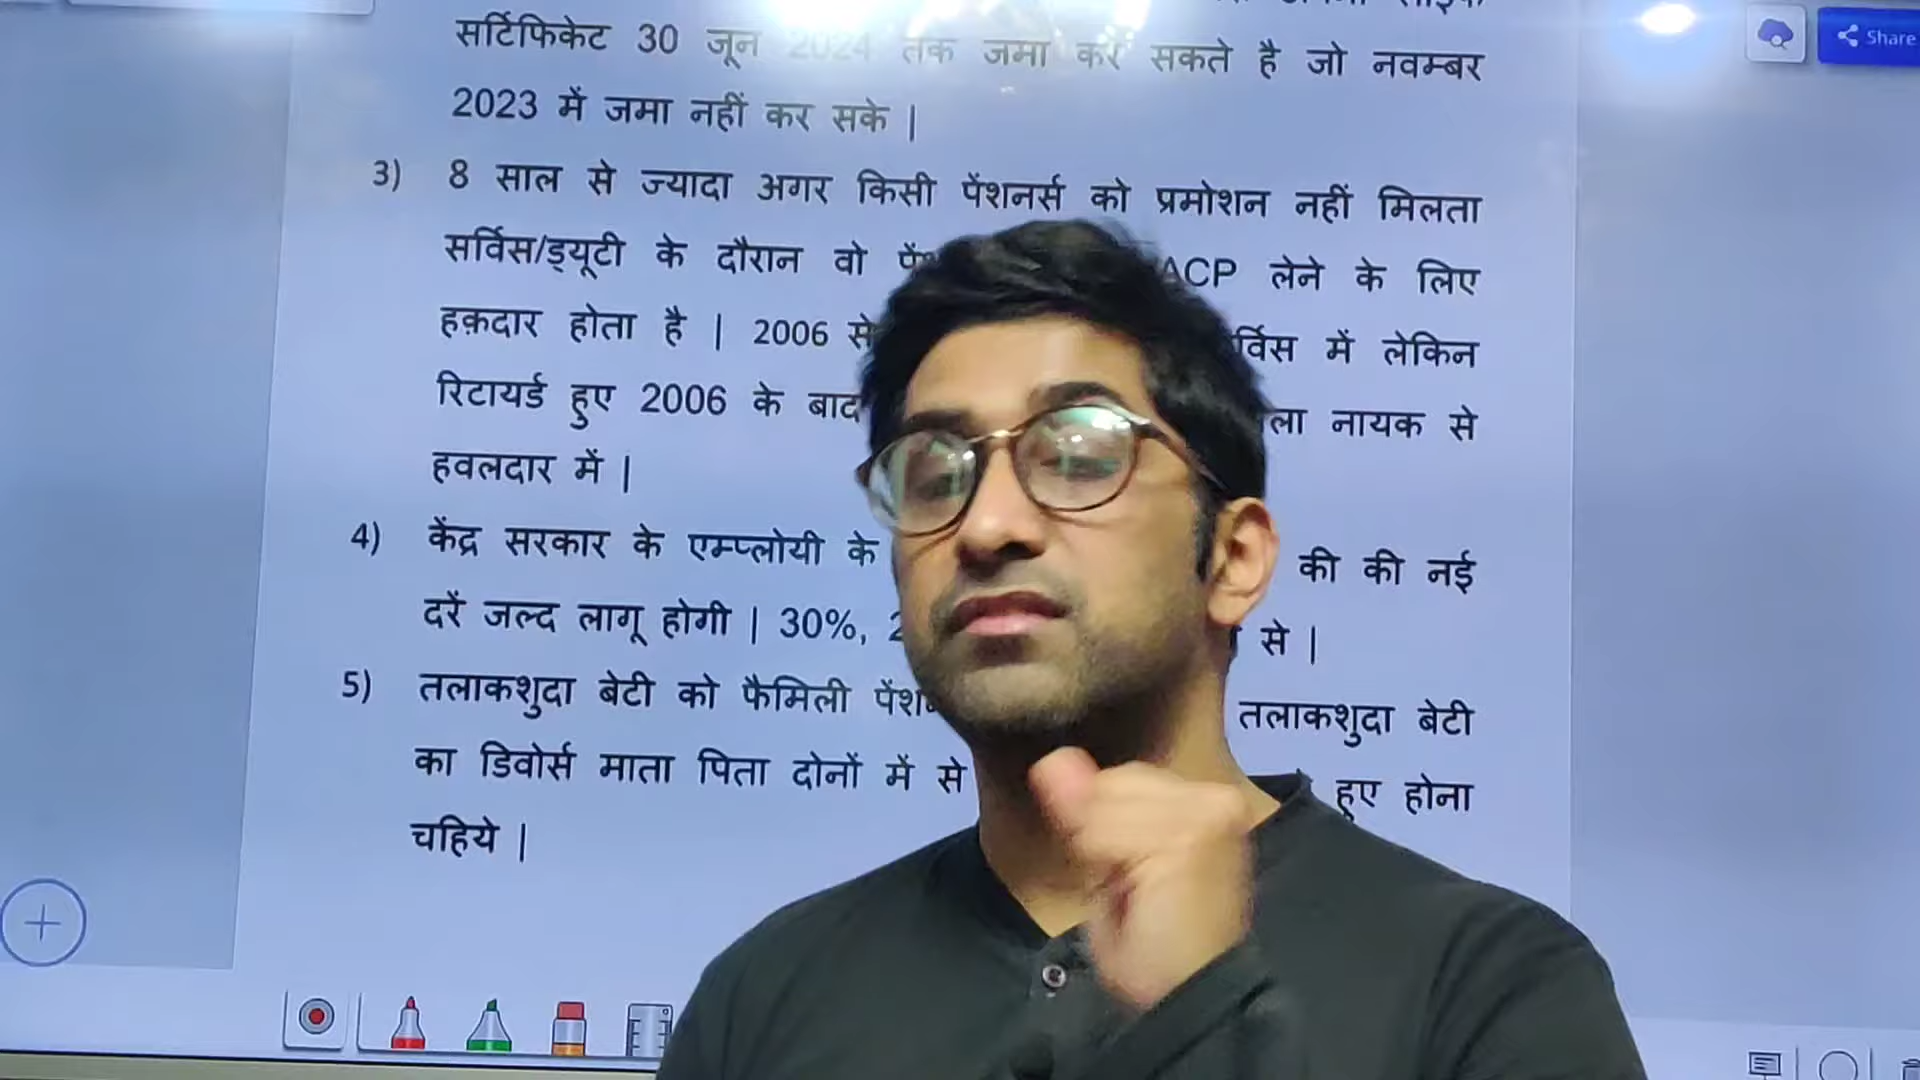 सर्टिफिकेट 30 जून 2024 तक जमा कर सकते है जो नवम्बर
Share
2023 में जमा नहीं कर सके |
3) 8 साल से ज्यादा अगर किसी पेंशनर्स को प्रमोशन नहीं मिलता
सर्विस/ड्यूटी के दौरान वो ACP लेने के लिए
हक़दार होता है | 2006 से में लेकिन
रिटायर्ड हुए 2006 के बाद नायक से
हवलदार में |
4) केंद्र सरकार के एम्प्लोयी के की की नई
दरें जल्द लागू होगी | 30%, से |
5) तलाकशुदा बेटी को फैमिली तलाकशुदा बेटी
का डिवोर्स माता पिता दोनों में से हुए होना
चहिये |